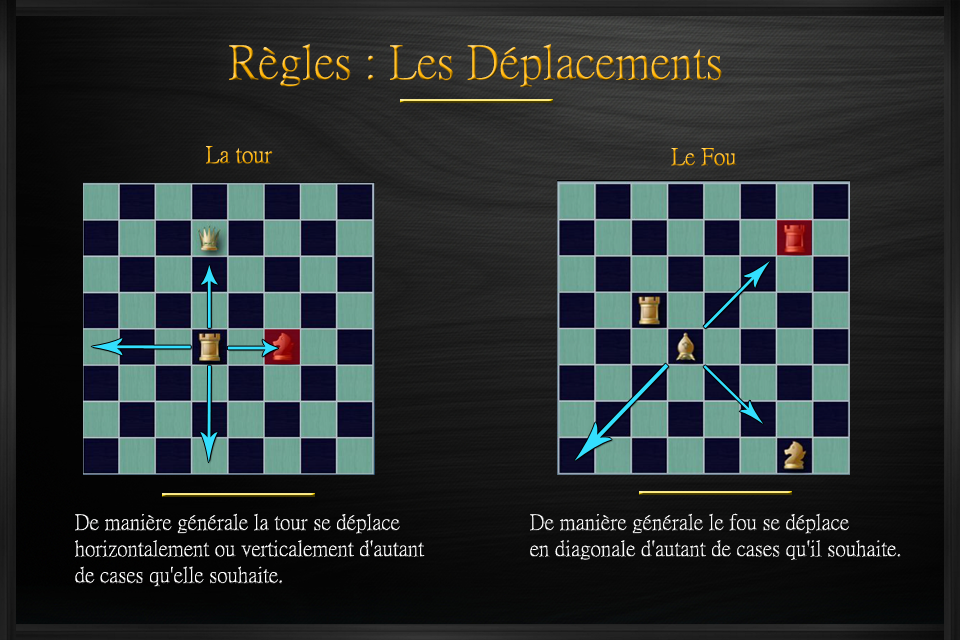 Règles : Les Déplacements
La tour
Le Fou
De manière générale la tour se déplace
horizontalement ou verticalement d'autant
de cases qu'elle souhaite.
De manière générale le fou se déplace
en diagonale d'autant de cases qu'il souhaite.